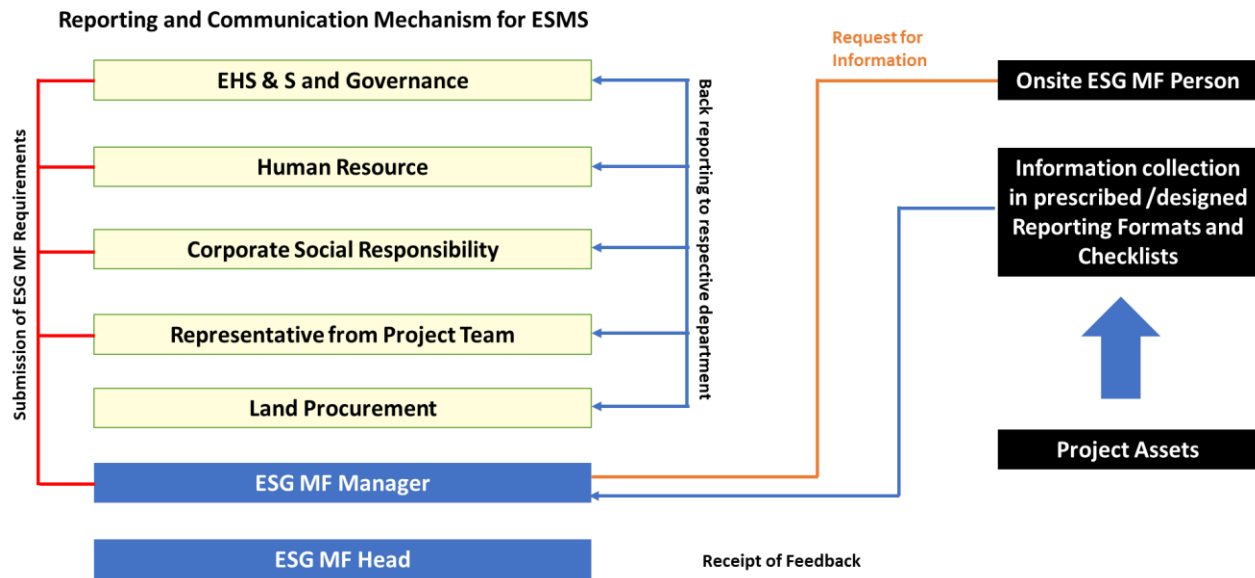 Reporting and Communication Mechanism for ESMS
Request for
Information
Submission of ESG MF Requirements
EHS & S and Governance
Human Resource
Corporate Social Responsibility
Representative from Project Team
Land Procurement
ESG MF Manager
ESG MF Head
Back reporting to respective department
Onsite ESG MF Person
Information collection
in prescribed /designed
Reporting Formats and
Checklists
Project Assets
Receipt of Feedback